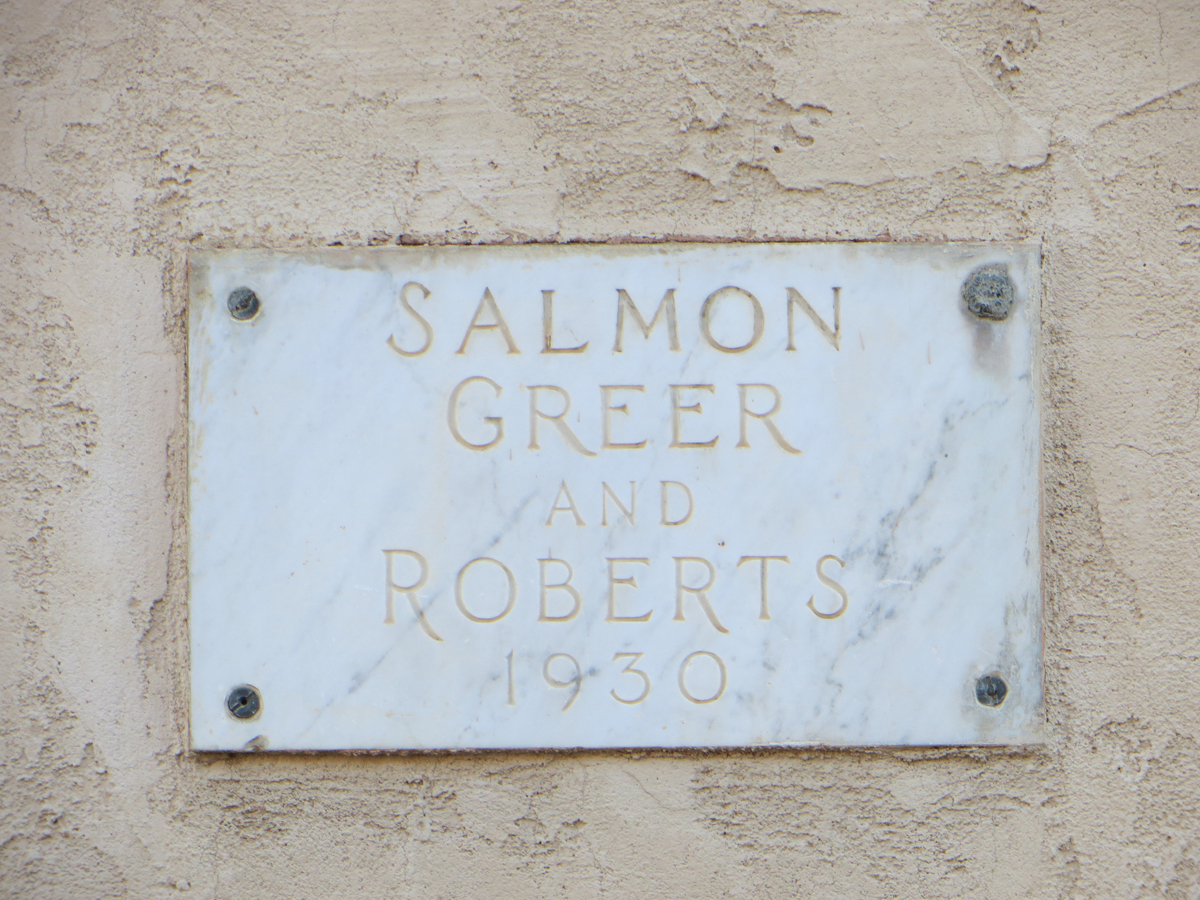 SALMON
GREER
AND
ROBERTS
1930